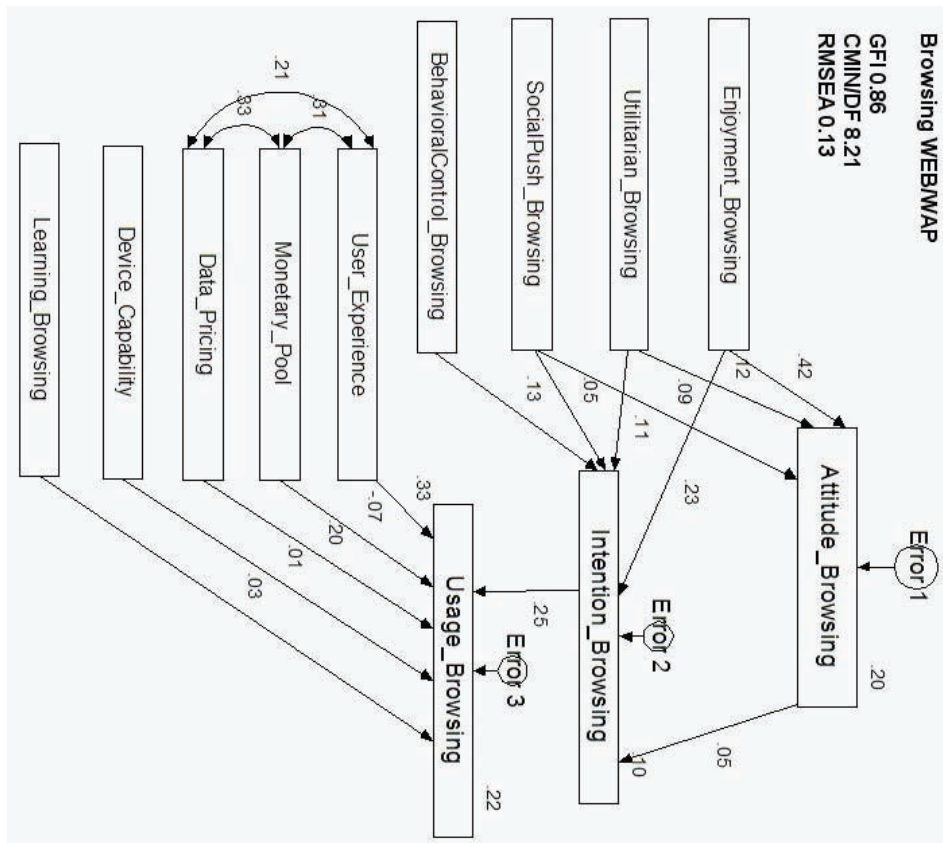 Browsing WEB/WAP
GFI 0.86
CMIN/DF 8.21
RMSEA 0.13
Error 1
.20
Attitude_Browsing
.42
.12
Enjoyment_Browsing
.05
.23
.09
Error 2
.11
.10
Utilitarian_Browsing
Intention_Browsing
.05
.25
.13
SocialPush_Browsing
Error 3
.22
Usage_Browsing
BehavioralControl_Browsing
.33
-.07
User_Experience
.20
.31
Monetary_Pool
.01
.21
.33
.03
Data_Pricing
Device_Capability
Learning_Browsing